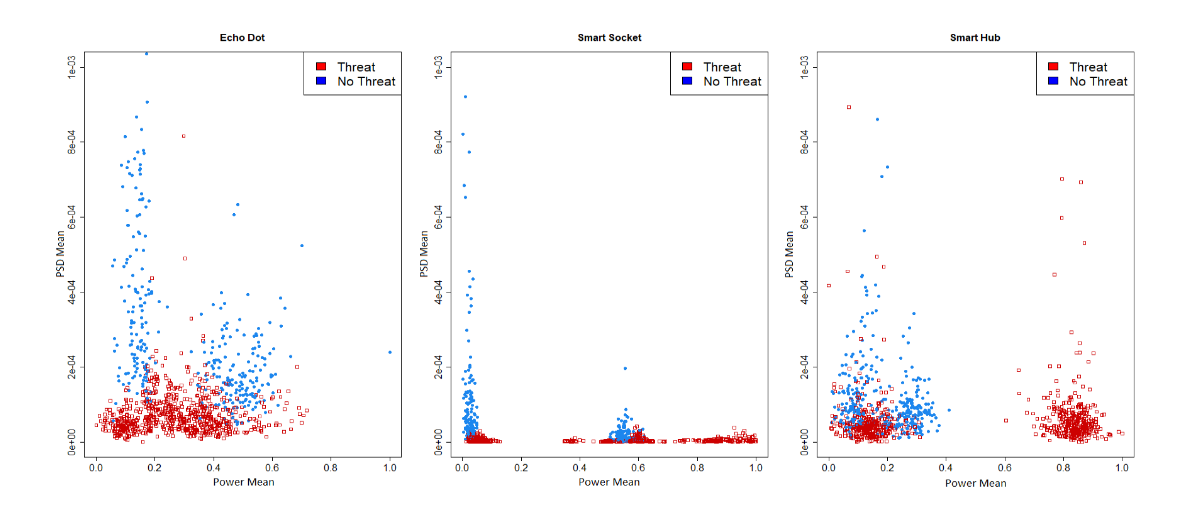 Echo Dot
Threat
No Threat
PSD Mean
1e-03
8e-04
6e-04
4e-04
2e-04
0e+00
0.0 0.2 0.4 0.6 0.8 1.0
Power Mean
Smart Socket
Threat
No Threat
PSD Mean
1e-03
8e-04
6e-04
4e-04
2e-04
0e+00
0.0 0.2 0.4 0.6 0.8 1.0
Power Mean
Smart Hub
Threat
No Threat
PSD Mean
1e-03
8e-04
6e-04
4e-04
2e-04
0e+00
0.0 0.2 0.4 0.6 0.8 1.0
Power Mean